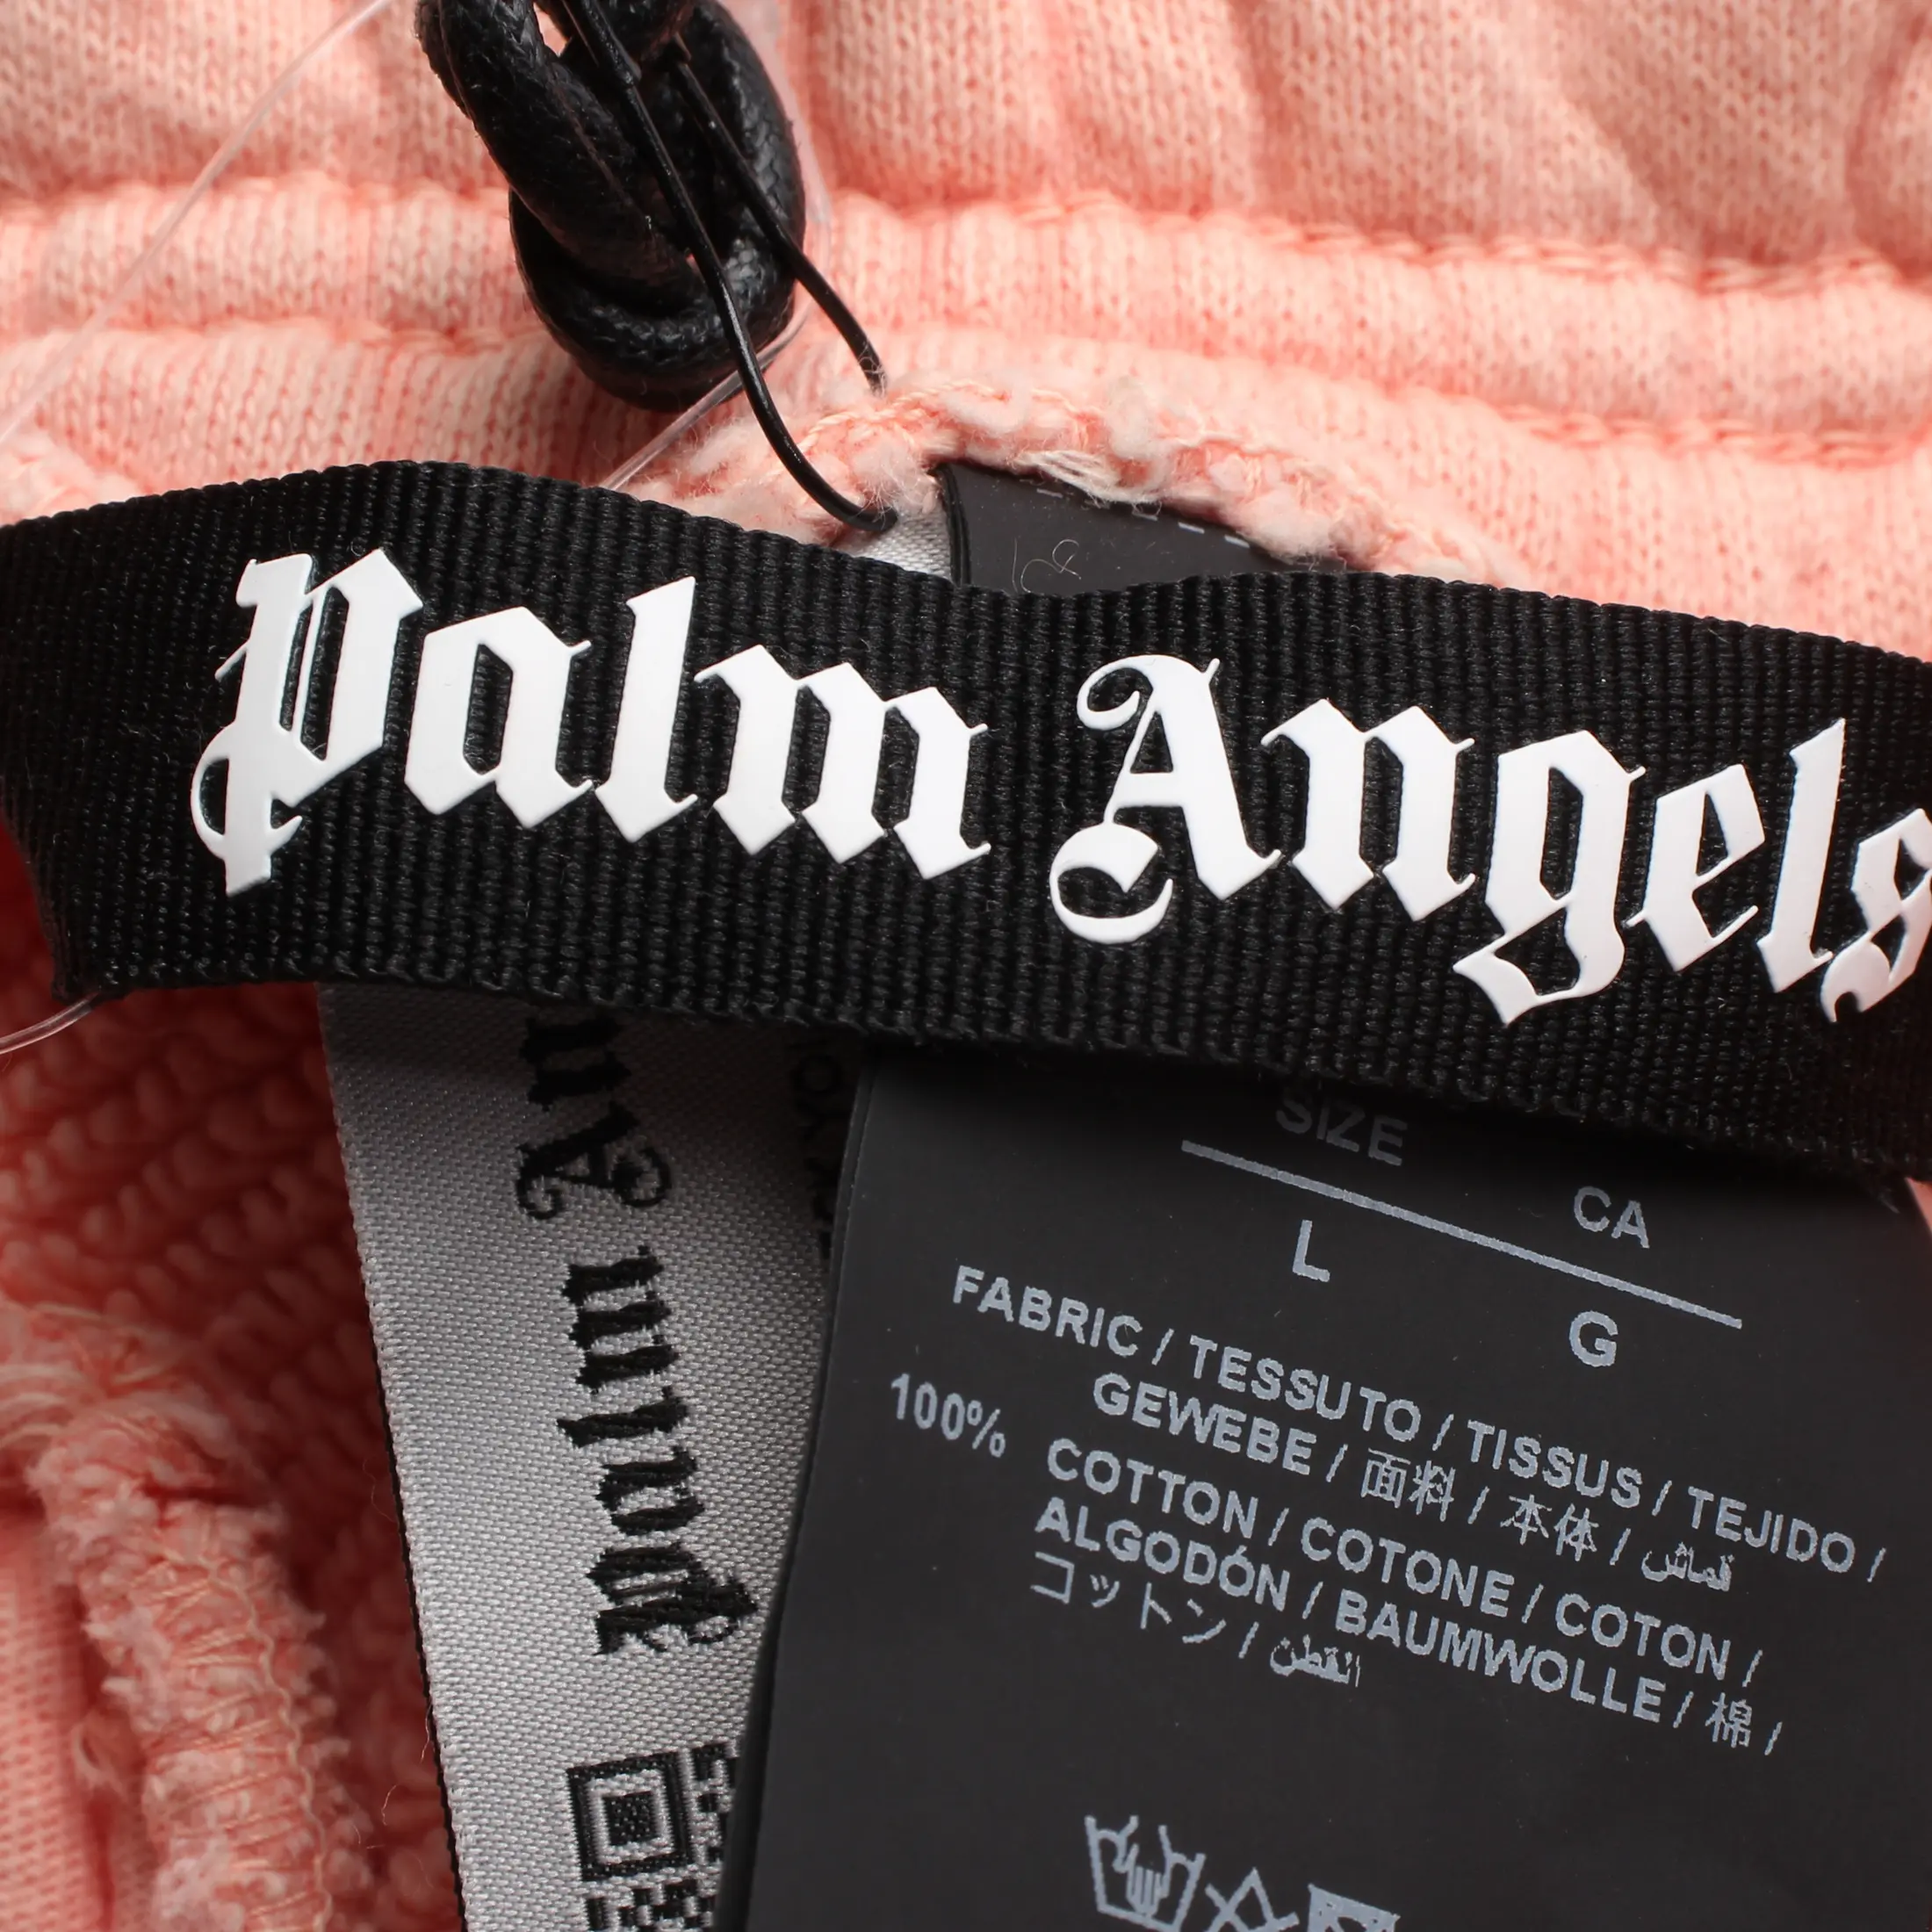 Palm Angels
Palm An
SIZE
CA
L
G
FABRIC / TESSUTO / TISSUS / TEJIDO /
GEWEBE / 面料 / 本体 / قماش
100% COTTON / COTONE / COTON /
ALGODÓN / BAUMWOLLE / 棉 /
コットン / القطن